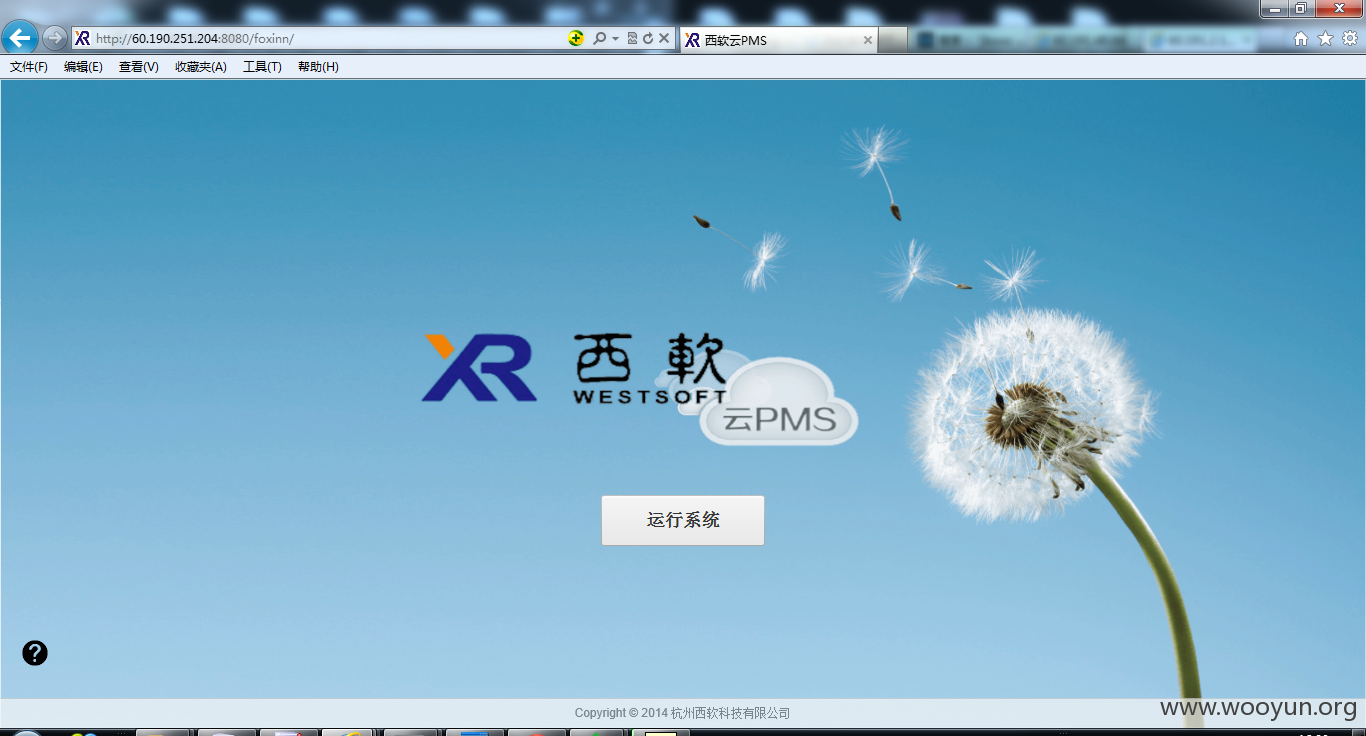 http://60.190.251.204:8080/foxinn/
西软云PMS
文件(F) 编辑(E) 查看(V) 收藏夹(A) 工具(T) 帮助(H)
XR 西軟
WESTSOFT
云PMS
运行系统
Copyright © 2014 杭州西软科技有限公司
www.wooyun.org